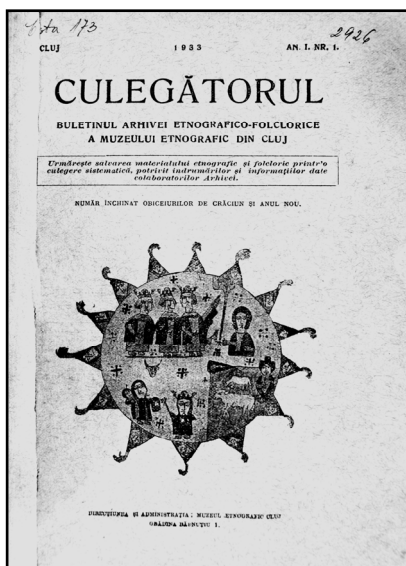 173
2926
CLUJ 1933 AN. I. NR. 1.
CULEGĂTORUL
BULETINUL ARHIVEI ETNOGRAFICO-FOLCLORICE
A MUZEULUI ETNOGRAFIC DIN CLUJ
Urmărește salvarea materialului etnografic și folcloric printr'o
culegere sistematică, potrivit îndrumărilor și informațiilor date
colaboratorilor Arhivei.
NUMĂR ÎNCHINAT OBICEIURILOR DE CRĂCIUN ȘI ANUL NOU.
DIRECȚIUNEA ȘI ADMINISTRAȚIA: MUZEUL ETNOGRAFIC CLUJ
GRĂDINA BĂRNUȚIU 1.